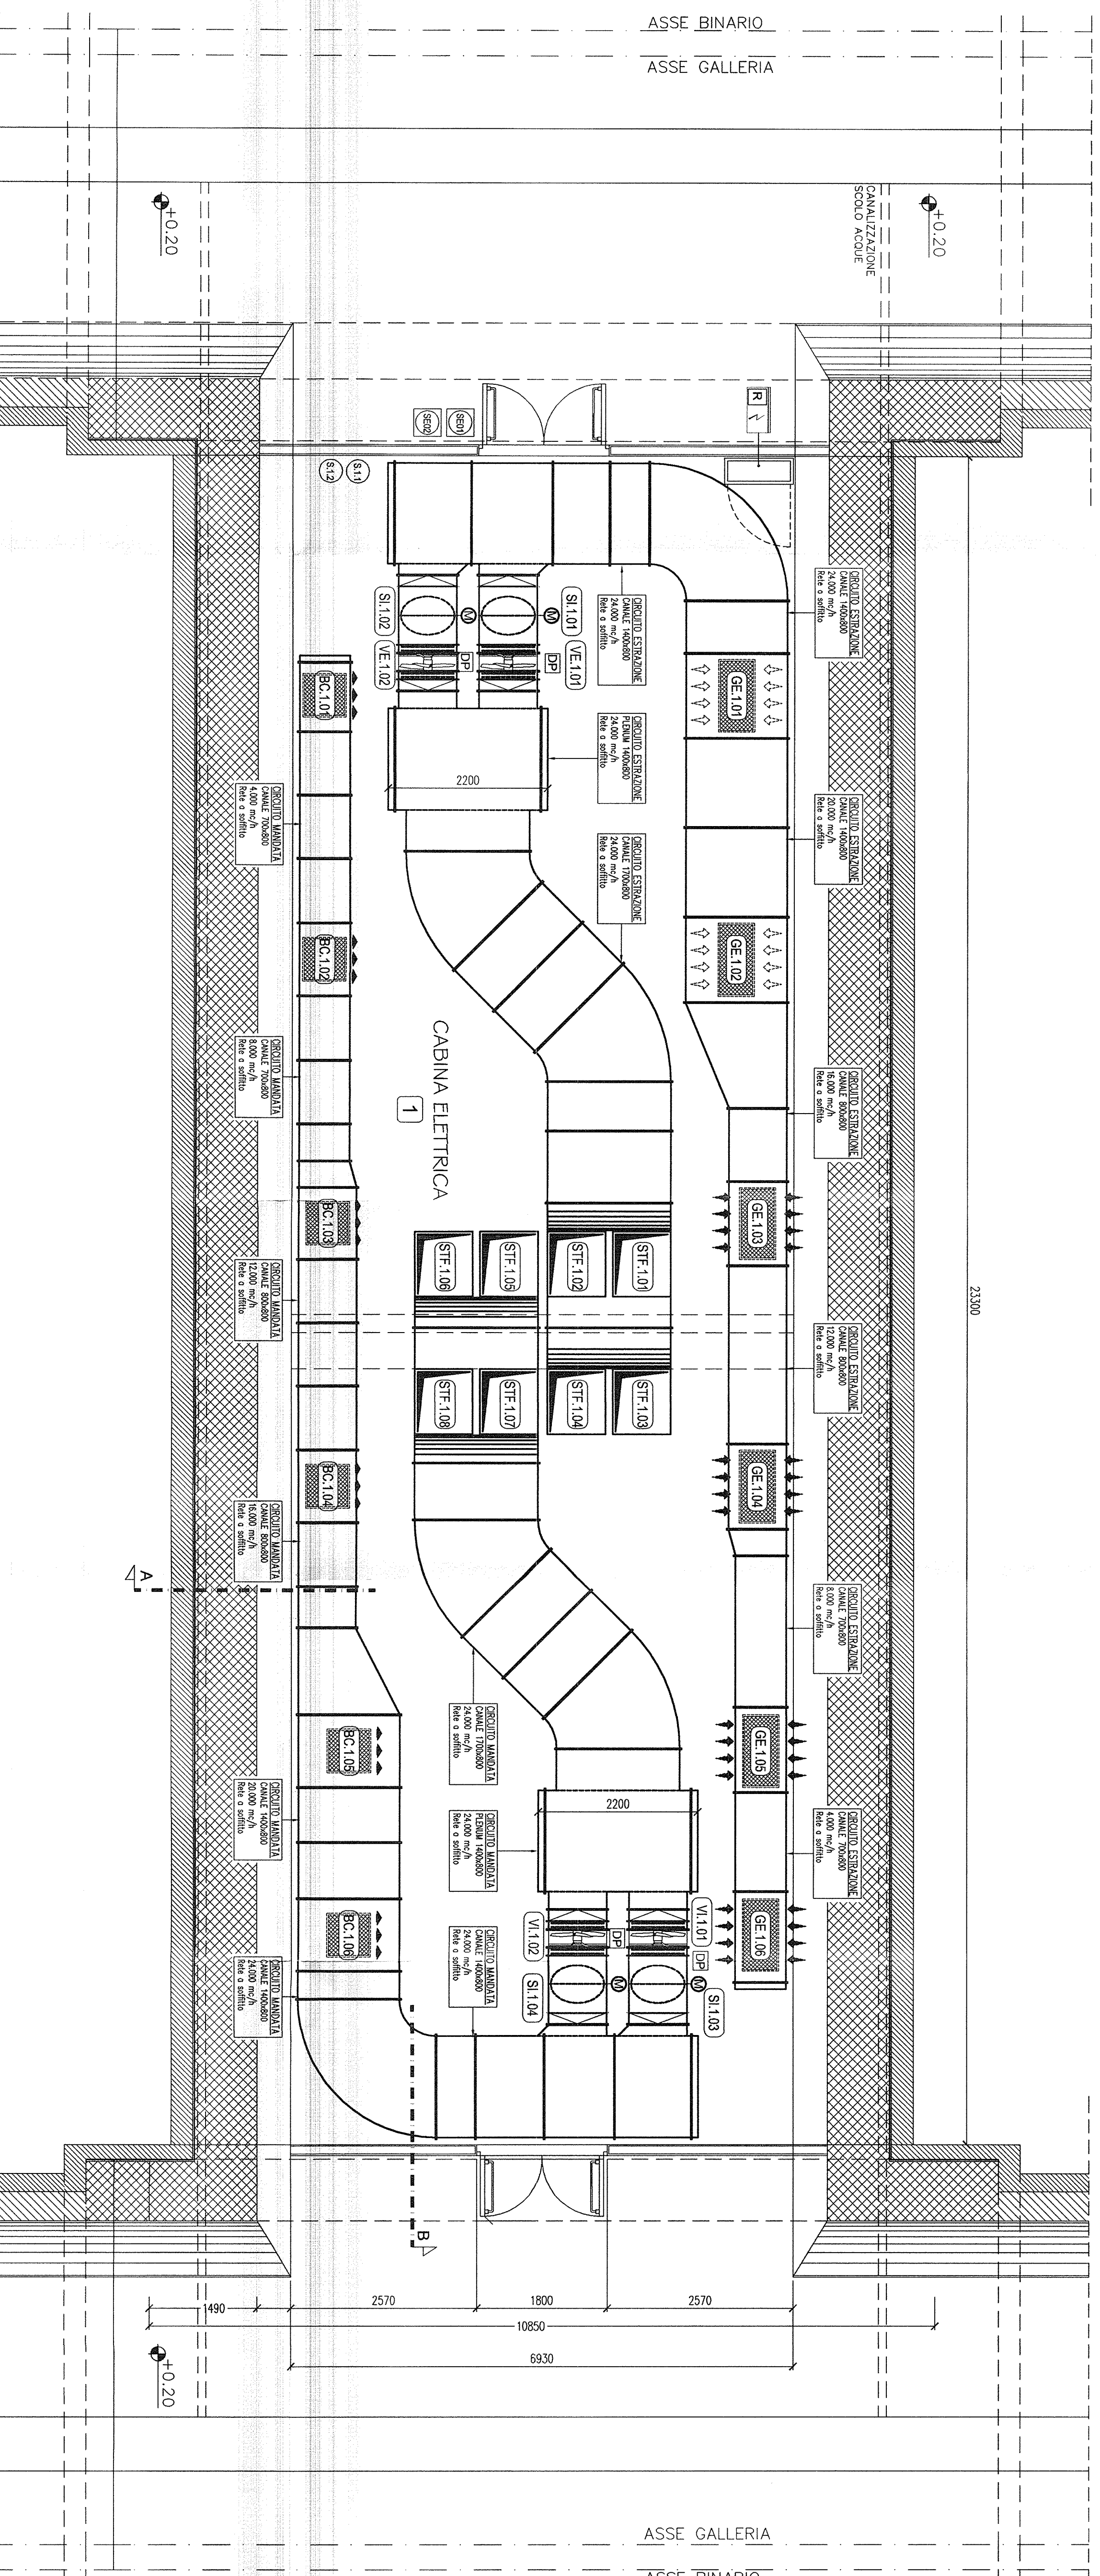 ASSE BINARIO
ASSE GALLERIA
+0.20
CANALIZZAZIONE
SCOLO ACQUE
+0.20
R
SE02
SE01
S.1.2
S.1.1
CIRCUITO ESTRAZIONE
CANALE 1400x800
24.000 mc/h
Rete a soffitto
CIRCUITO ESTRAZIONE
CANALE 1400x800
24.000 mc/h
Rete a soffitto
SI.1.02
M
SI.1.01
M
VE.1.02
DP
VE.1.01
DP
GE.1.01
BC.1.01
CIRCUITO ESTRAZIONE
PLENUM 1400x800
24.000 mc/h
Rete a soffitto
2200
CIRCUITO MANDATA
CANALE 700x800
4.000 mc/h
Rete a soffitto
CIRCUITO ESTRAZIONE
CANALE 1400x800
20.000 mc/h
Rete a soffitto
CIRCUITO ESTRAZIONE
CANALE 1700x800
24.000 mc/h
Rete a soffitto
BC.1.02
GE.1.02
CABINA ELETTRICA
1
CIRCUITO MANDATA
CANALE 700x800
8.000 mc/h
Rete a soffitto
CIRCUITO ESTRAZIONE
CANALE 800x800
16.000 mc/h
Rete a soffitto
BC.1.03
GE.1.03
STF.1.06
STF.1.05
STF.1.02
STF.1.01
23300
CIRCUITO MANDATA
CANALE 800x800
12.000 mc/h
Rete a soffitto
CIRCUITO ESTRAZIONE
CANALE 800x800
12.000 mc/h
Rete a soffitto
STF.1.08
STF.1.07
STF.1.04
STF.1.03
BC.1.04
GE.1.04
CIRCUITO MANDATA
CANALE 800x800
16.000 mc/h
Rete a soffitto
A
CIRCUITO ESTRAZIONE
CANALE 700x800
8.000 mc/h
Rete a soffitto
CIRCUITO MANDATA
CANALE 1700x800
24.000 mc/h
Rete a soffitto
BC.1.05
GE.1.05
2200
CIRCUITO MANDATA
CANALE 1400x800
20.000 mc/h
Rete a soffitto
CIRCUITO MANDATA
PLENUM 1400x800
24.000 mc/h
Rete a soffitto
CIRCUITO ESTRAZIONE
CANALE 700x800
4.000 mc/h
Rete a soffitto
BC.1.06
GE.1.06
VI.1.02
DP
VI.1.01
DP
SI.1.04
M
SI.1.03
M
CIRCUITO MANDATA
CANALE 1400x800
24.000 mc/h
Rete a soffitto
CIRCUITO MANDATA
CANALE 1400x800
24.000 mc/h
Rete a soffitto
B
1490
2570
1800
2570
10850
6930
+0.20
ASSE GALLERIA
ASSE BINARIO